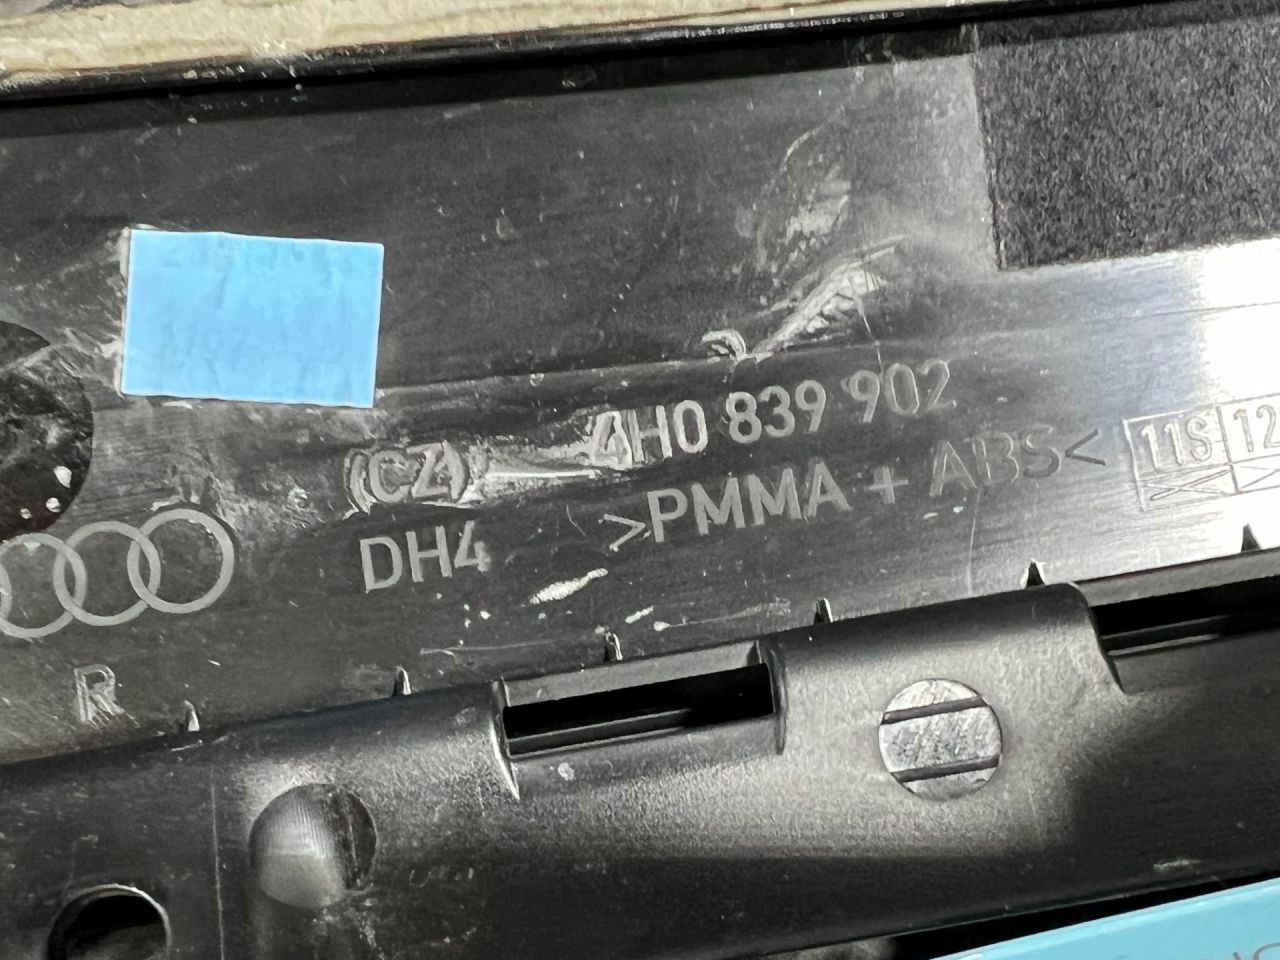 4H0 839 902
(CZ)
>PMMA + ABS<
11S 12
DH4
R